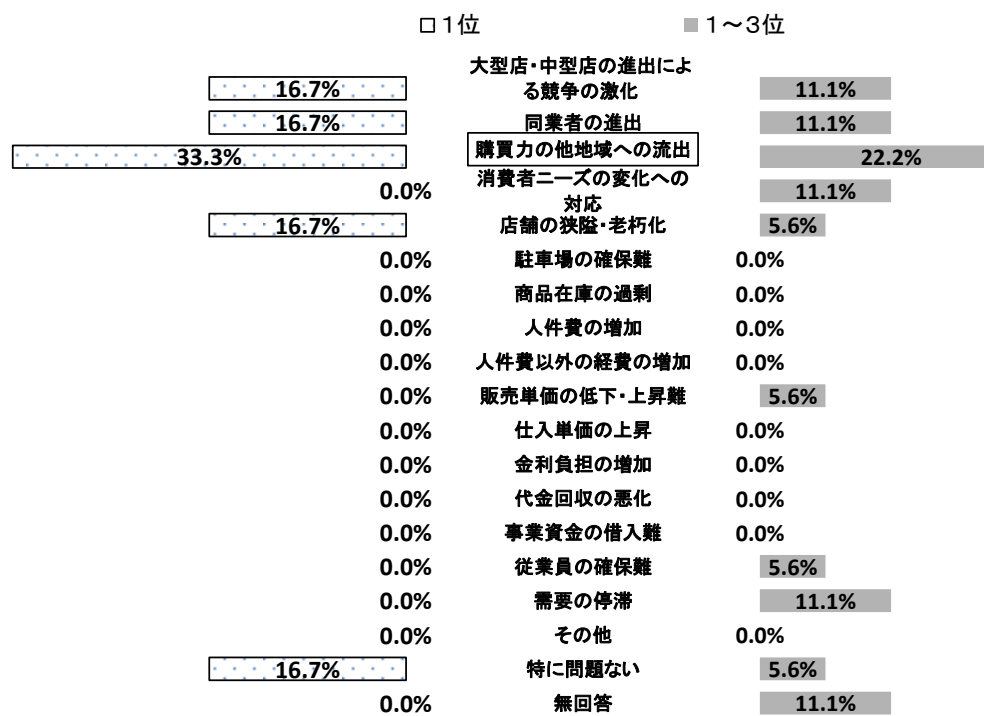 □1位 ■1～3位
大型店・中型店の進出によ
16.7% る競争の激化 11.1%
16.7% 同業者の進出 11.1%
33.3% 購買力の他地域への流出 22.2%
消費者ニーズの変化への
0.0% 対応 11.1%
16.7% 店舗の狭隘・老朽化 5.6%
0.0% 駐車場の確保難 0.0%
0.0% 商品在庫の過剰 0.0%
0.0% 人件費の増加 0.0%
0.0% 人件費以外の経費の増加 0.0%
0.0% 販売単価の低下・上昇難 5.6%
0.0% 仕入単価の上昇 0.0%
0.0% 金利負担の増加 0.0%
0.0% 代金回収の悪化 0.0%
0.0% 事業資金の借入難 0.0%
0.0% 従業員の確保難 5.6%
0.0% 需要の停滞 11.1%
0.0% その他 0.0%
16.7% 特に問題ない 5.6%
0.0% 無回答 11.1%